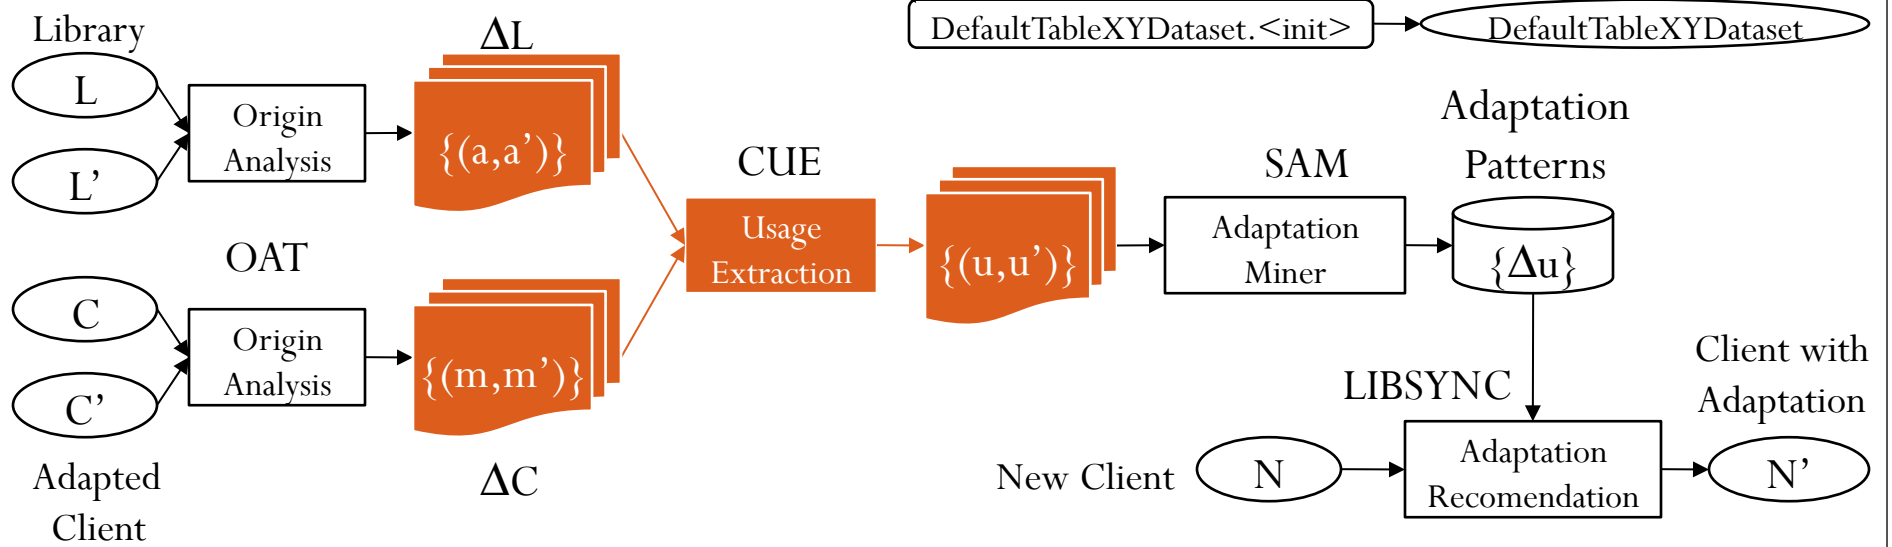 DefaultTableXYDataset.<init>
DefaultTableXYDataset
Library
L
L’
Origin
Analysis
ΔL
{(a,a’)}
OAT
C
C’
Origin
Analysis
{(m,m’)}
ΔC
Adapted
Client
CUE
Usage
Extraction
{(u,u’)}
SAM
Adaptation
Miner
Adaptation
Patterns
{Δu}
LIBSYNC
New Client
N
Adaptation
Recomendation
Client with
Adaptation
N’